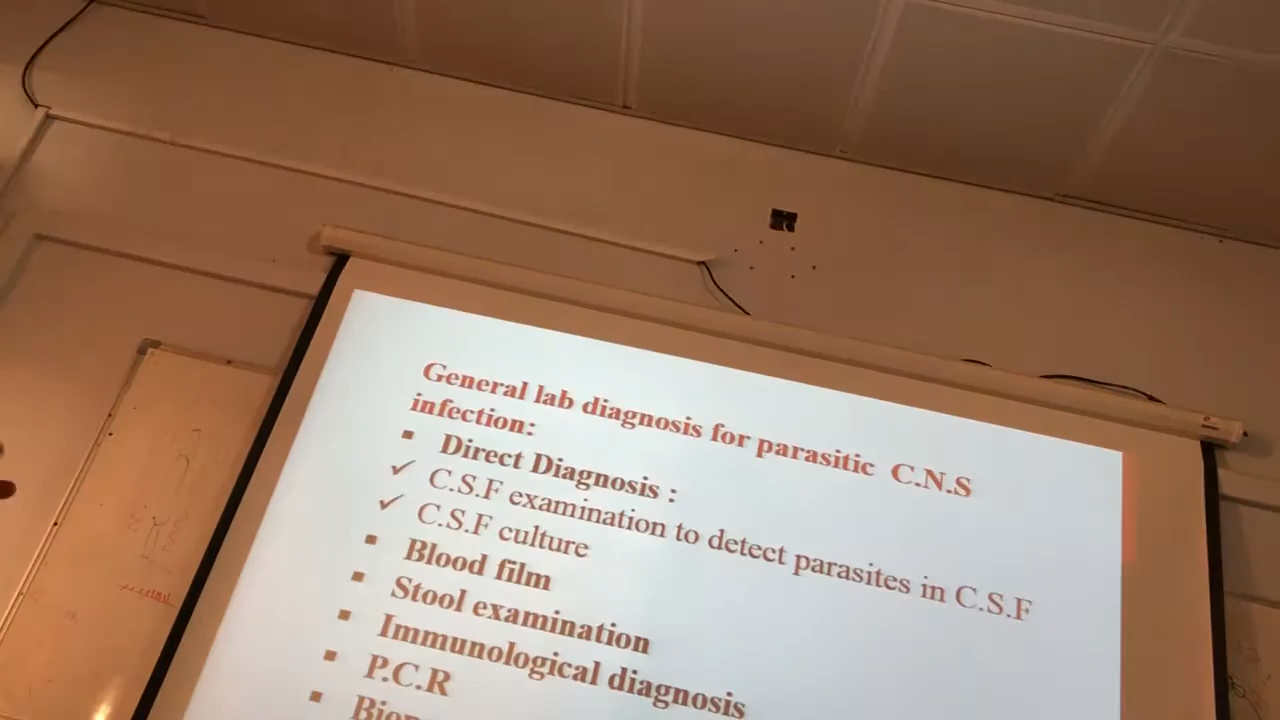 General lab diagnosis for parasitic C.N.S
infection:
▪ Direct Diagnosis :
✓ C.S.F examination to detect parasites in C.S.F
✓ C.S.F culture
▪ Blood film
▪ Stool examination
▪ Immunological diagnosis
▪ P.C.R